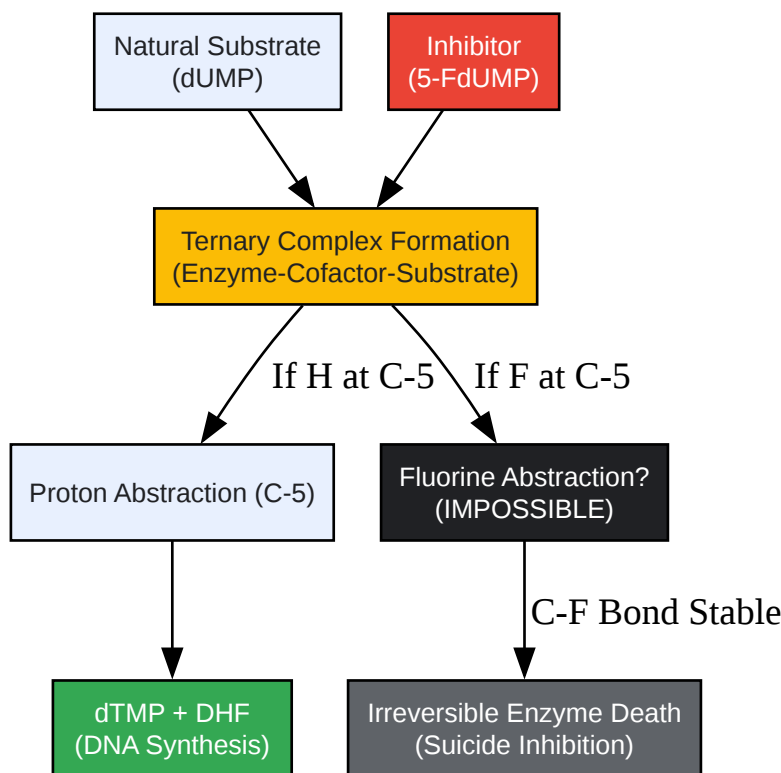 Natural Substrate
(dUMP)
Inhibitor
(5-FdUMP)
Ternary Complex Formation
(Enzyme-Cofactor-Substrate)
If H at C-5
If F at C-5
Proton Abstraction (C-5)
Fluorine Abstraction?
(IMPOSSIBLE)
C-F Bond Stable
dTMP + DHF
(DNA Synthesis)
Irreversible Enzyme Death
(Suicide Inhibition)